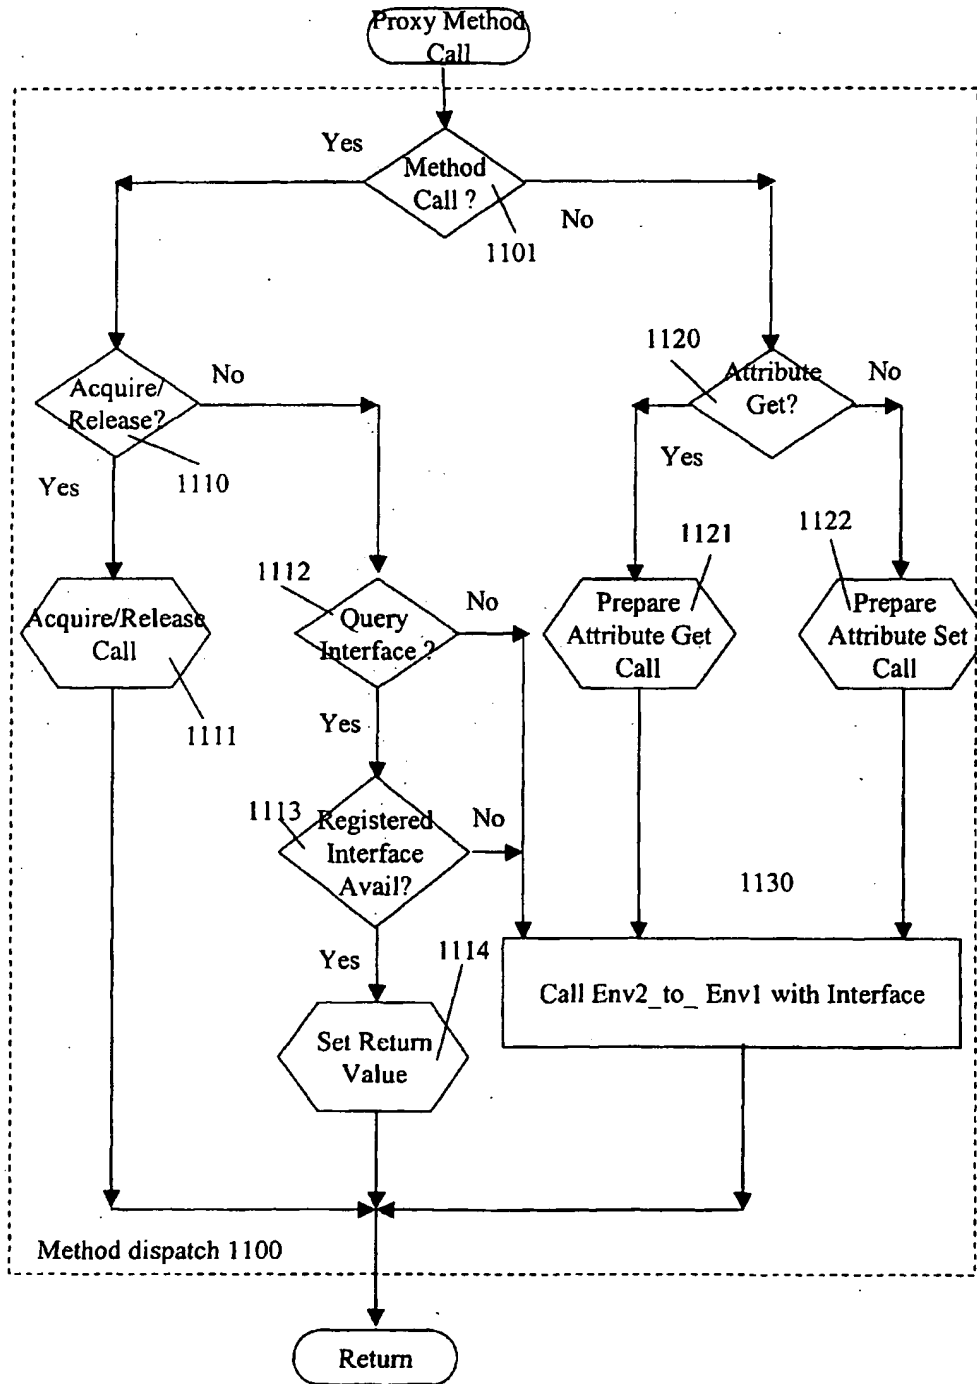 Proxy Method
Call
Yes
Method
Call ?
No
1101
1120
Acquire/
Release?
No
Attribute
Get?
No
Yes
1110
Yes
1121
1122
1112
Acquire/Release
Call
Query
Interface ?
No
Prepare
Attribute Get
Call
Prepare
Attribute Set
Call
1111
Yes
1113
Registered
Interface
Avail?
No
1130
Yes
1114
Call Env2_to_ Env1 with Interface
Set Return
Value
Method dispatch 1100
Return